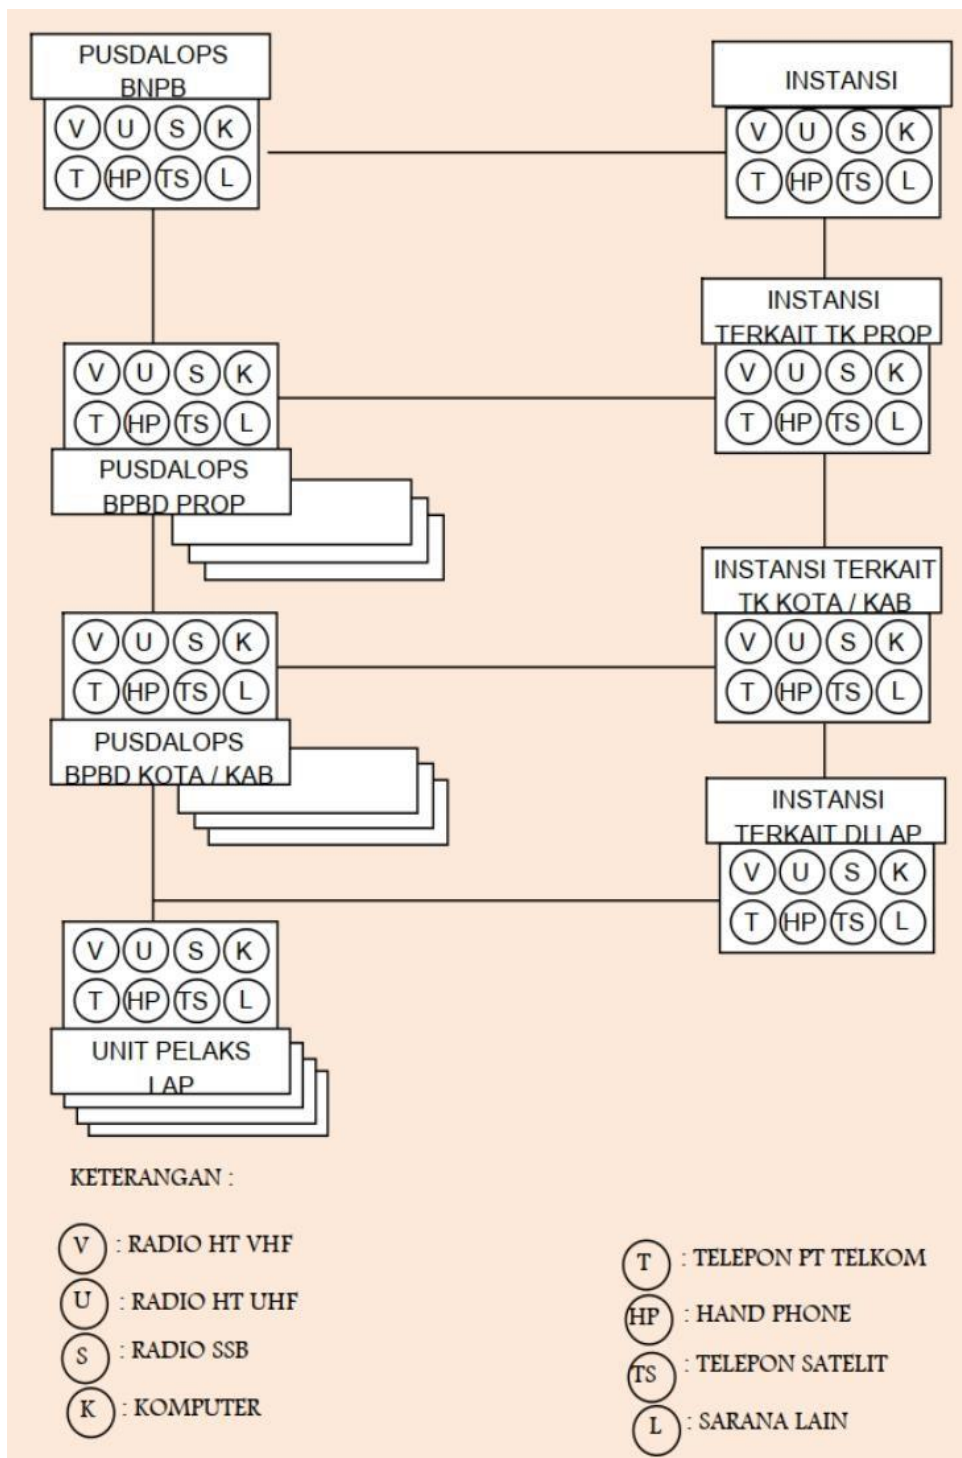 PUSDALOPS
BNPB
V U S K
T HP TS L
INSTANSI
V U S K
T HP TS L
INSTANSI
TERKAIT TK PROP
V U S K
T HP TS L
V U S K
T HP TS L
PUSDALOPS
BPBD PROP
INSTANSI TERKAIT
TK KOTA / KAB
V U S K
T HP TS L
V U S K
T HP TS L
PUSDALOPS
BPBD KOTA / KAB
INSTANSI
TERKAIT DI LAP
V U S K
T HP TS L
V U S K
T HP TS L
UNIT PELAKS
LAP
KETERANGAN :
V : RADIO HT VHF
U : RADIO HT UHF
S : RADIO SSB
K : KOMPUTER
T : TELEPON PT TELKOM
HP : HAND PHONE
TS : TELEPON SATELIT
L : SARANA LAIN